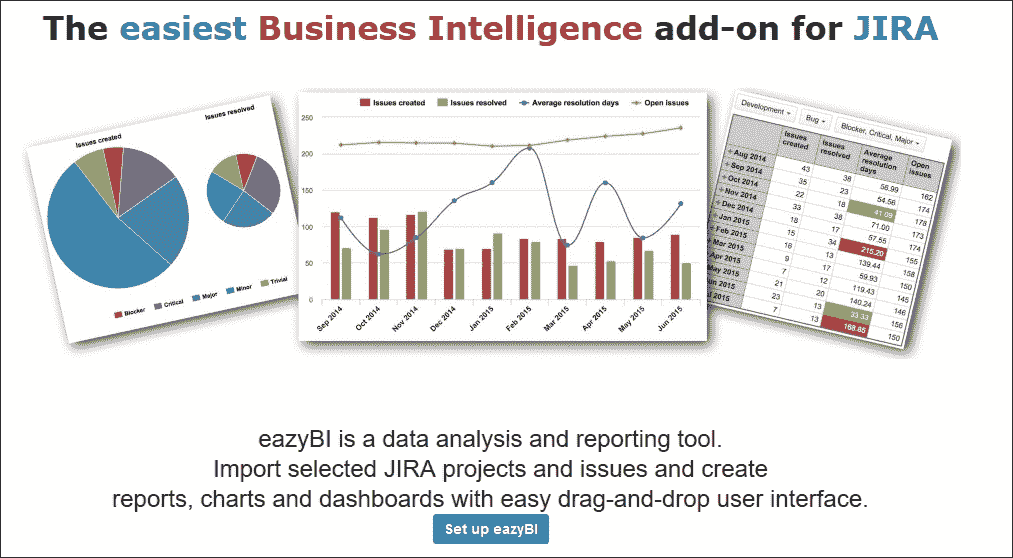 The easiest Business Intelligence add-on for JIRA
Issues created
Issues resolved
Blocker Critical Major Minor Trivial
Issues created Issues resolved Average resolution days Open issues
250
200
150
100
50
0
Sep 2014 Oct 2014 Nov 2014 Dec 2014 Jan 2015 Feb 2015 Mar 2015 Apr 2015 May 2015 Jun 2015
Development Bug Blocker, Critical, Major
Issues created Issues resolved Average resolution days Open issues
+ Aug 2014 43 38 56.99 162
+ Sep 2014 35 23 54.56 174
+ Oct 2014 22 18 41.09 178
+ Nov 2014 33 38 71.00 173
+ Dec 2014 18 17 57.55 174
+ Jan 2015 15 34 215.20 155
+ Feb 2015 16 13 139.44 158
+ Mar 2015 9 17 59.93 150
Apr 2015 7 12 119.43 145
May 2015 21 20 140.24 146
un 2015 23 13 33.33 156
ul 2015 7 13 168.65 150
eazyBI is a data analysis and reporting tool.
Import selected JIRA projects and issues and create
reports, charts and dashboards with easy drag-and-drop user interface.
Set up eazyBI